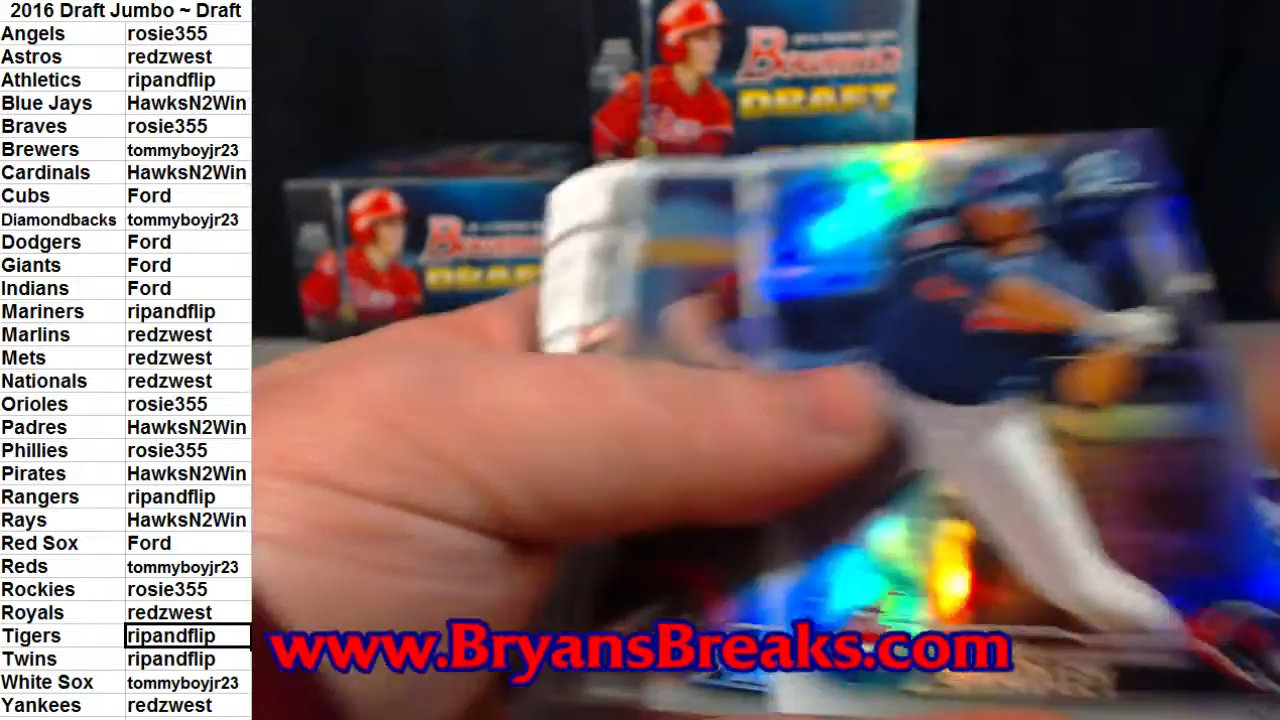 2016 Draft Jumbo ~ Draft
Angels rosie355
Astros redzwest
Athletics ripandflip
Blue Jays HawksN2Win
Braves rosie355
Brewers tommyboyjr23
Cardinals HawksN2Win
Cubs Ford
Diamondbacks tommyboyjr23
Dodgers Ford
Giants Ford
Indians Ford
Mariners ripandflip
Marlins redzwest
Mets redzwest
Nationals redzwest
Orioles rosie355
Padres HawksN2Win
Phillies rosie355
Pirates HawksN2Win
Rangers ripandflip
Rays HawksN2Win
Red Sox Ford
Reds tommyboyjr23
Rockies rosie355
Royals redzwest
Tigers ripandflip
Twins ripandflip
White Sox tommyboyjr23
Yankees redzwest
Bowman
DRAFT
Bowman
DRAFT
www.BryansBreaks.com